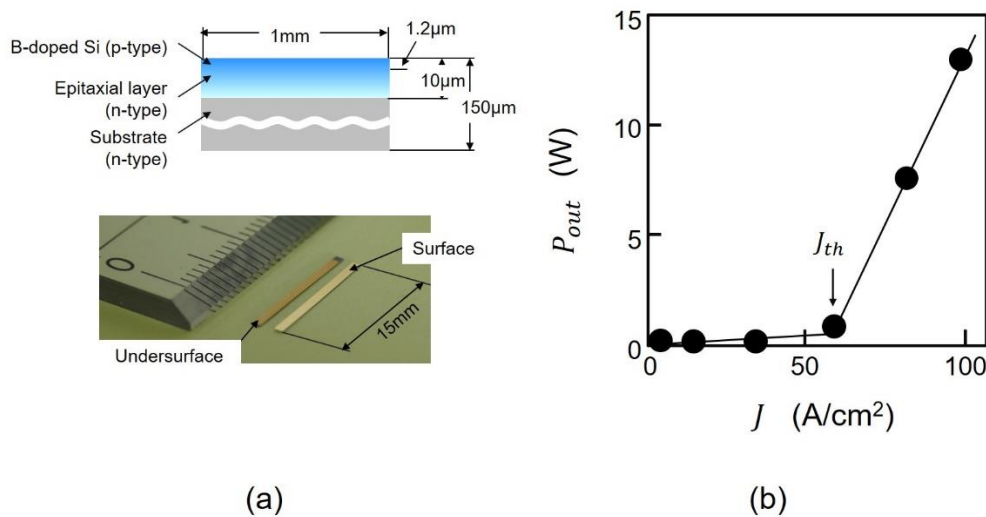 1mm
1.2µm
B-doped Si (p-type)
Epitaxial layer
(n-type)
10µm
150µm
Substrate
(n-type)
0
1
Surface
15mm
Undersurface
(a)
15
10
5
0
P_out (W)
J_th
0
50
100
J (A/cm²)
(b)